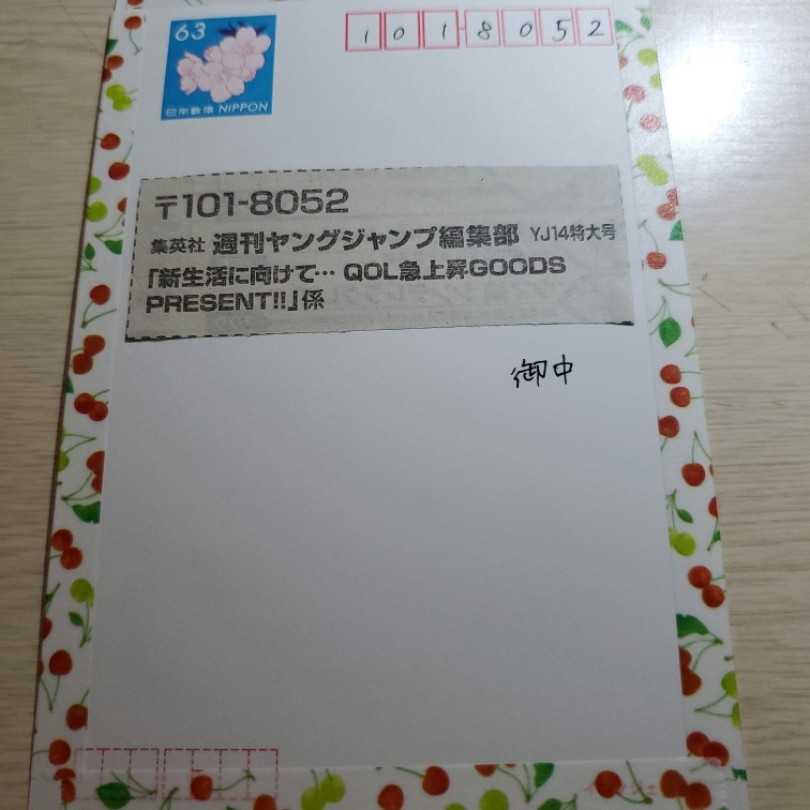 63
日本郵便 NIPPON
1018052
〒101-8052
集英社 週刊ヤングジャンプ編集部 YJ14特大号
「新生活に向けて… QOL急上昇GOODS
PRESENT!!」係
御中